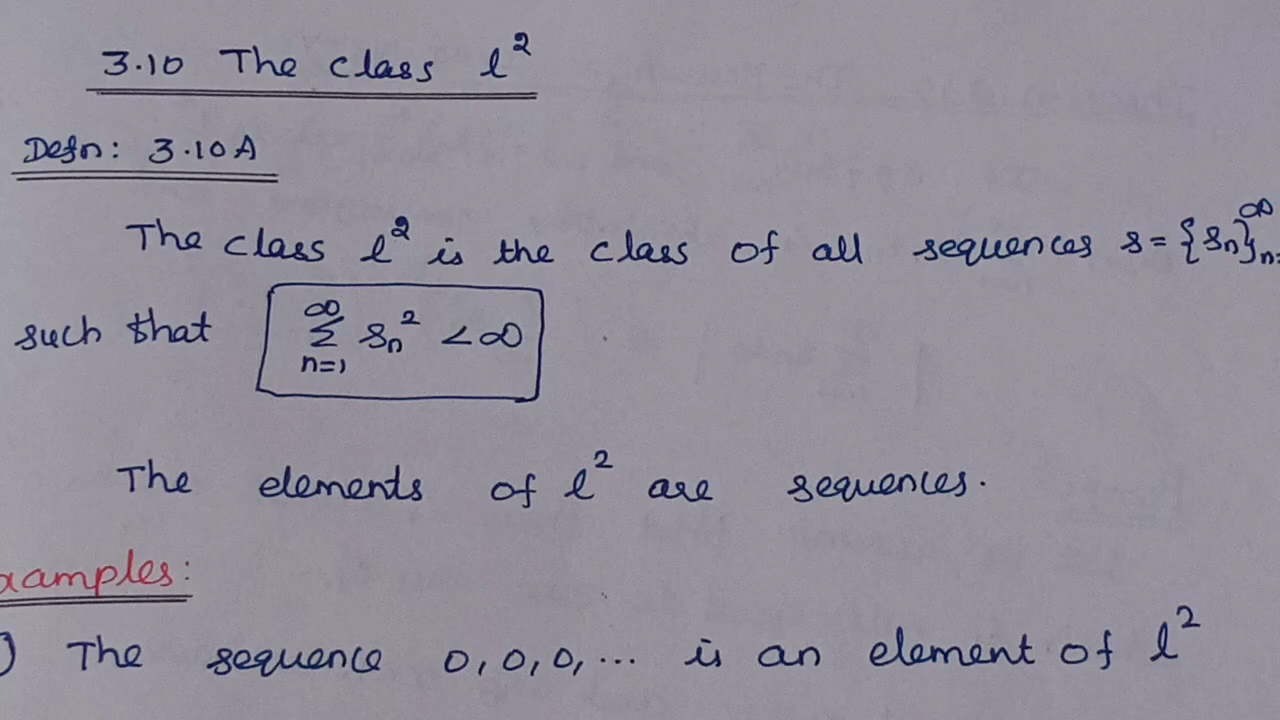 3.10 The class l²
Defn: 3.10A
The class l² is the class of all sequences s = {sₙ}^∞ₙ₌
such that ∑^∞ₙ₌₁ sₙ² < ∞
The elements of l² are sequences.
xamples:
) The sequence 0, 0, 0, ... is an element of l²